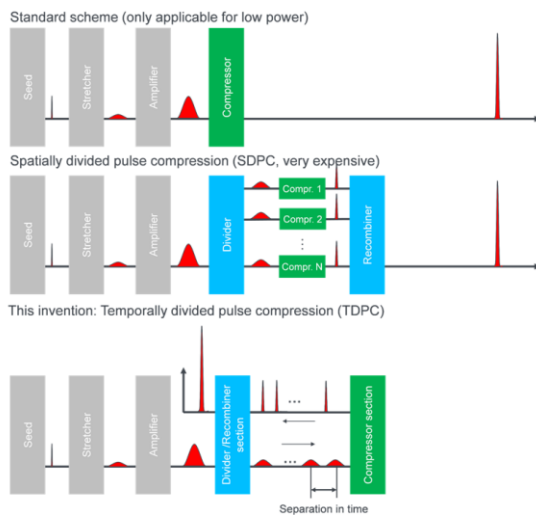 Standard scheme (only applicable for low power)
Seed
Stretcher
Amplifier
Compressor
Spatially divided pulse compression (SDPC, very expensive)
Seed
Stretcher
Amplifier
Divider
Compr. 1
Compr. 2
⋮
Compr. N
Recombiner
This invention: Temporally divided pulse compression (TDPC)
Seed
Stretcher
Amplifier
Divider /Recombiner
section
...
...
Compressor section
Separation in time